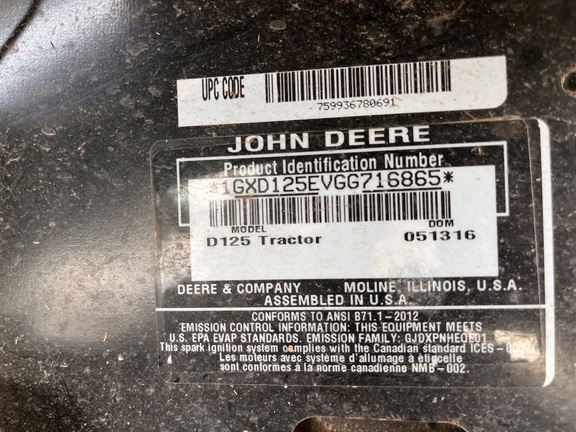 UPC CODE
759936780691
JOHN DEERE
Product Identification Number
*1GXD125EVGG716865*
MODEL DOM
D125 Tractor 051316
DEERE & COMPANY MOLINE, ILLINOIS, U.S.A.
ASSEMBLED IN U.S.A.
CONFORMS TO ANSI B71.1-2012
EMISSION CONTROL INFORMATION: THIS EQUIPMENT MEETS
U.S. EPA EVAP STANDARDS. EMISSION FAMILY:
This spark ignition system complies with the Canadian standard
Les moteurs avec système d'allumage à étincelle
sont conformes à la norme canadienne NMB-002.